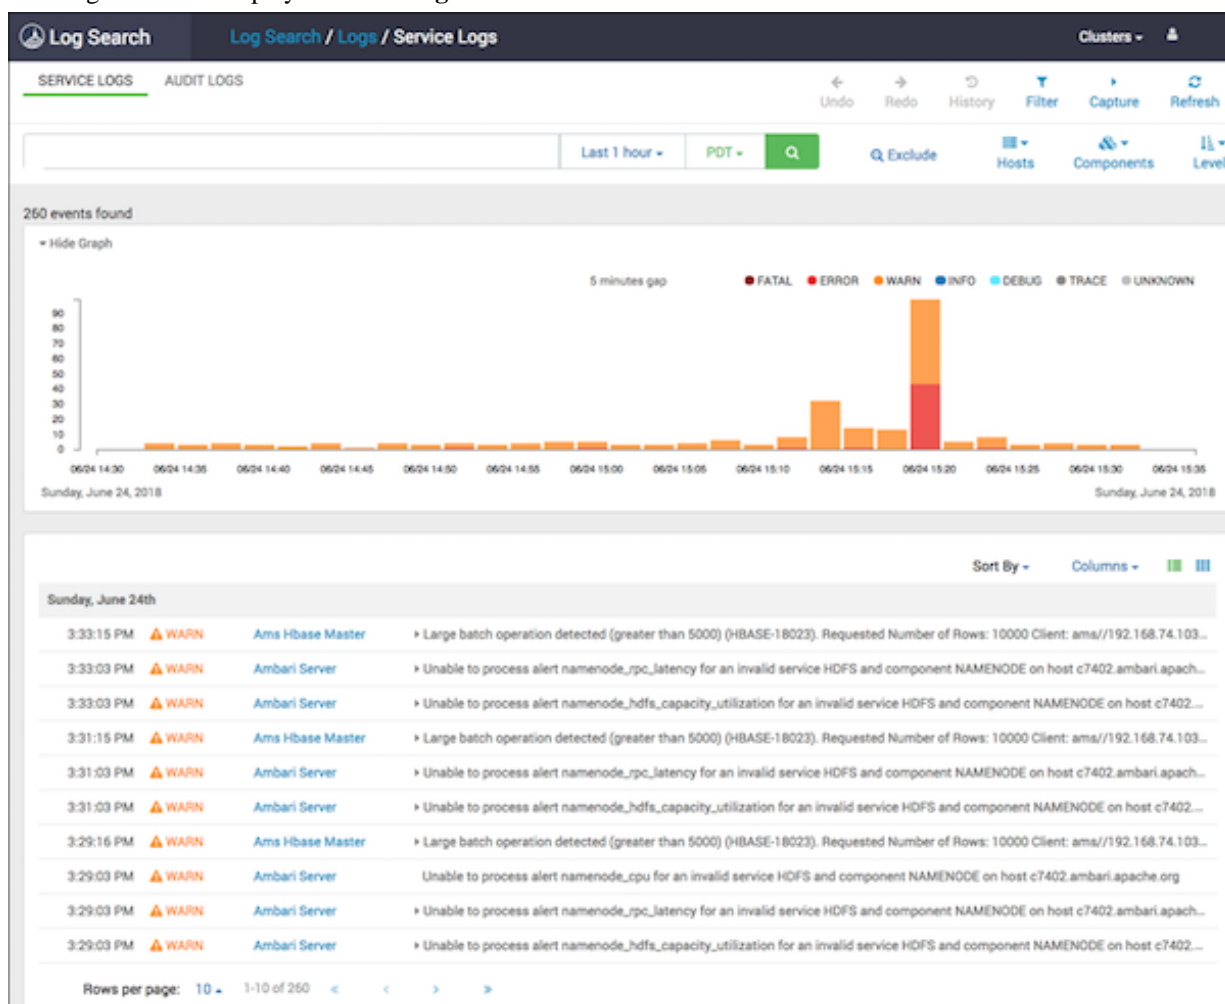 Log Search Log Search / Logs / Service Logs Clusters
SERVICE LOGS AUDIT LOGS
Undo Redo History Filter Capture Refresh
Last 1 hour PDT Exclude Hosts Components Level
260 events found
Hide Graph
5 minutes gap FATAL ERROR WARN INFO DEBUG TRACE UNKNOWN
90
80
70
60
50
40
30
20
10
0
06/24 14:30 06/24 14:35 06/24 14:40 06/24 14:45 06/24 14:50 06/24 14:55 06/24 15:00 06/24 15:05 06/24 15:10 06/24 15:15 06/24 15:20 06/24 15:25 06/24 15:30 06/24 15:35
Sunday, June 24, 2018 Sunday, June 24, 2018
Sort By Columns
Sunday, June 24th
3:33:15 PM WARN Ams Hbase Master Large batch operation detected (greater than 5000) (HBASE-18023). Requested Number of Rows: 10000 Client: ams//192.168.74.103...
3:33:03 PM WARN Ambari Server Unable to process alert namenode_rpc_latency for an invalid service HDFS and component NAMENODE on host c7402.ambari.apach...
3:33:03 PM WARN Ambari Server Unable to process alert namenode_hdfs_capacity_utilization for an invalid service HDFS and component NAMENODE on host c7402....
3:31:15 PM WARN Ams Hbase Master Large batch operation detected (greater than 5000) (HBASE-18023). Requested Number of Rows: 10000 Client: ams//192.168.74.103...
3:31:03 PM WARN Ambari Server Unable to process alert namenode_rpc_latency for an invalid service HDFS and component NAMENODE on host c7402.ambari.apach...
3:31:03 PM WARN Ambari Server Unable to process alert namenode_hdfs_capacity_utilization for an invalid service HDFS and component NAMENODE on host c7402....
3:29:16 PM WARN Ams Hbase Master Large batch operation detected (greater than 5000) (HBASE-18023). Requested Number of Rows: 10000 Client: ams//192.168.74.103...
3:29:03 PM WARN Ambari Server Unable to process alert namenode_cpu for an invalid service HDFS and component NAMENODE on host c7402.ambari.apache.org
3:29:03 PM WARN Ambari Server Unable to process alert namenode_rpc_latency for an invalid service HDFS and component NAMENODE on host c7402.ambari.apach...
3:29:03 PM WARN Ambari Server Unable to process alert namenode_hdfs_capacity_utilization for an invalid service HDFS and component NAMENODE on host c7402....
Rows per page: 10 1-10 of 260 « ‹ › »